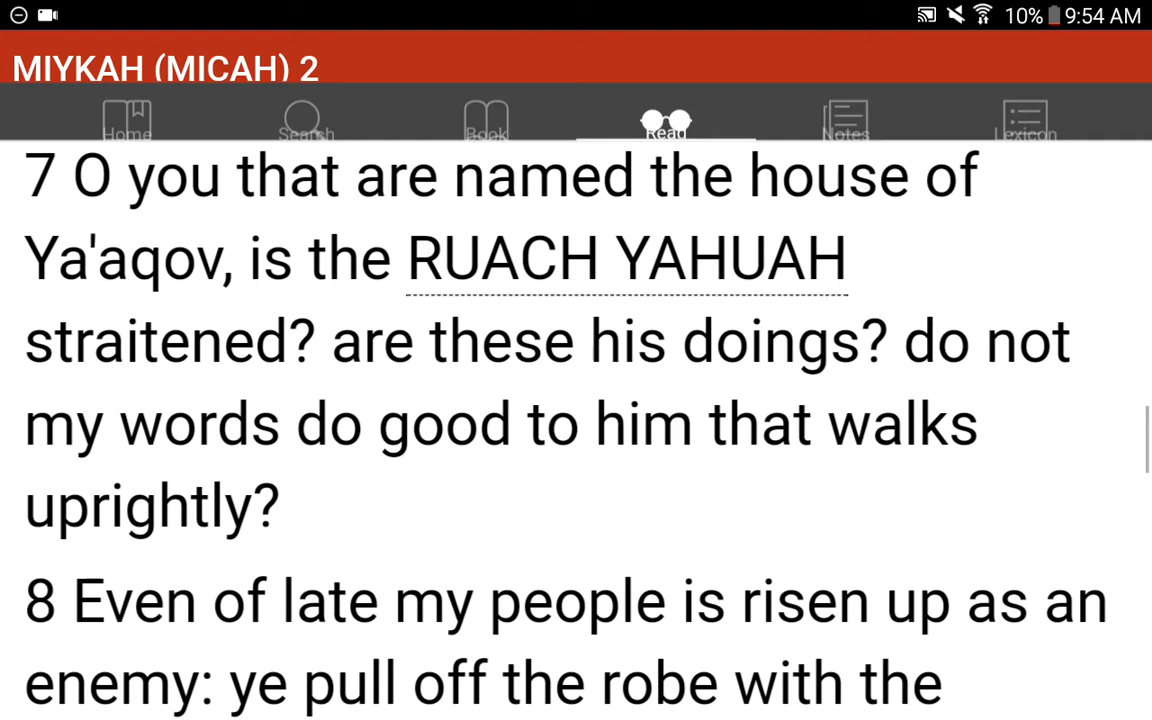 10% 9:54 AM
MIYKAH (MICAH) 2
Home Search Book Read Notes Lexicon
7 O you that are named the house of
Ya'aqov, is the RUACH YAHUAH
straitened? are these his doings? do not
my words do good to him that walks
uprightly?
8 Even of late my people is risen up as an
enemy: ye pull off the robe with the